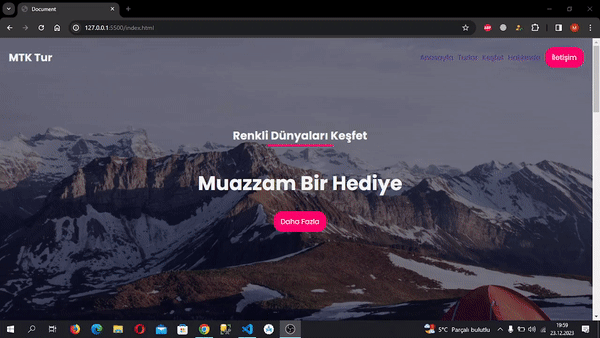 Document
127.0.0.1:5500/index.html
MTK Tur
Anasayfa Turlar Keşfet Hakkımda İletişim
Renkli Dünyaları Keşfet
Muazzam Bir Hediye
Daha Fazla
5°C Parçalı bulutlu
19:59
23.12.2023